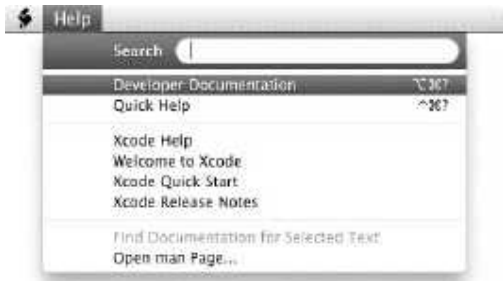 Help
Search
Developer Documentation ⌥⌘?
Quick Help ^⌘?
Xcode Help
Welcome to Xcode
Xcode Quick Start
Xcode Release Notes
Find Documentation for Selected Text
Open man Page...